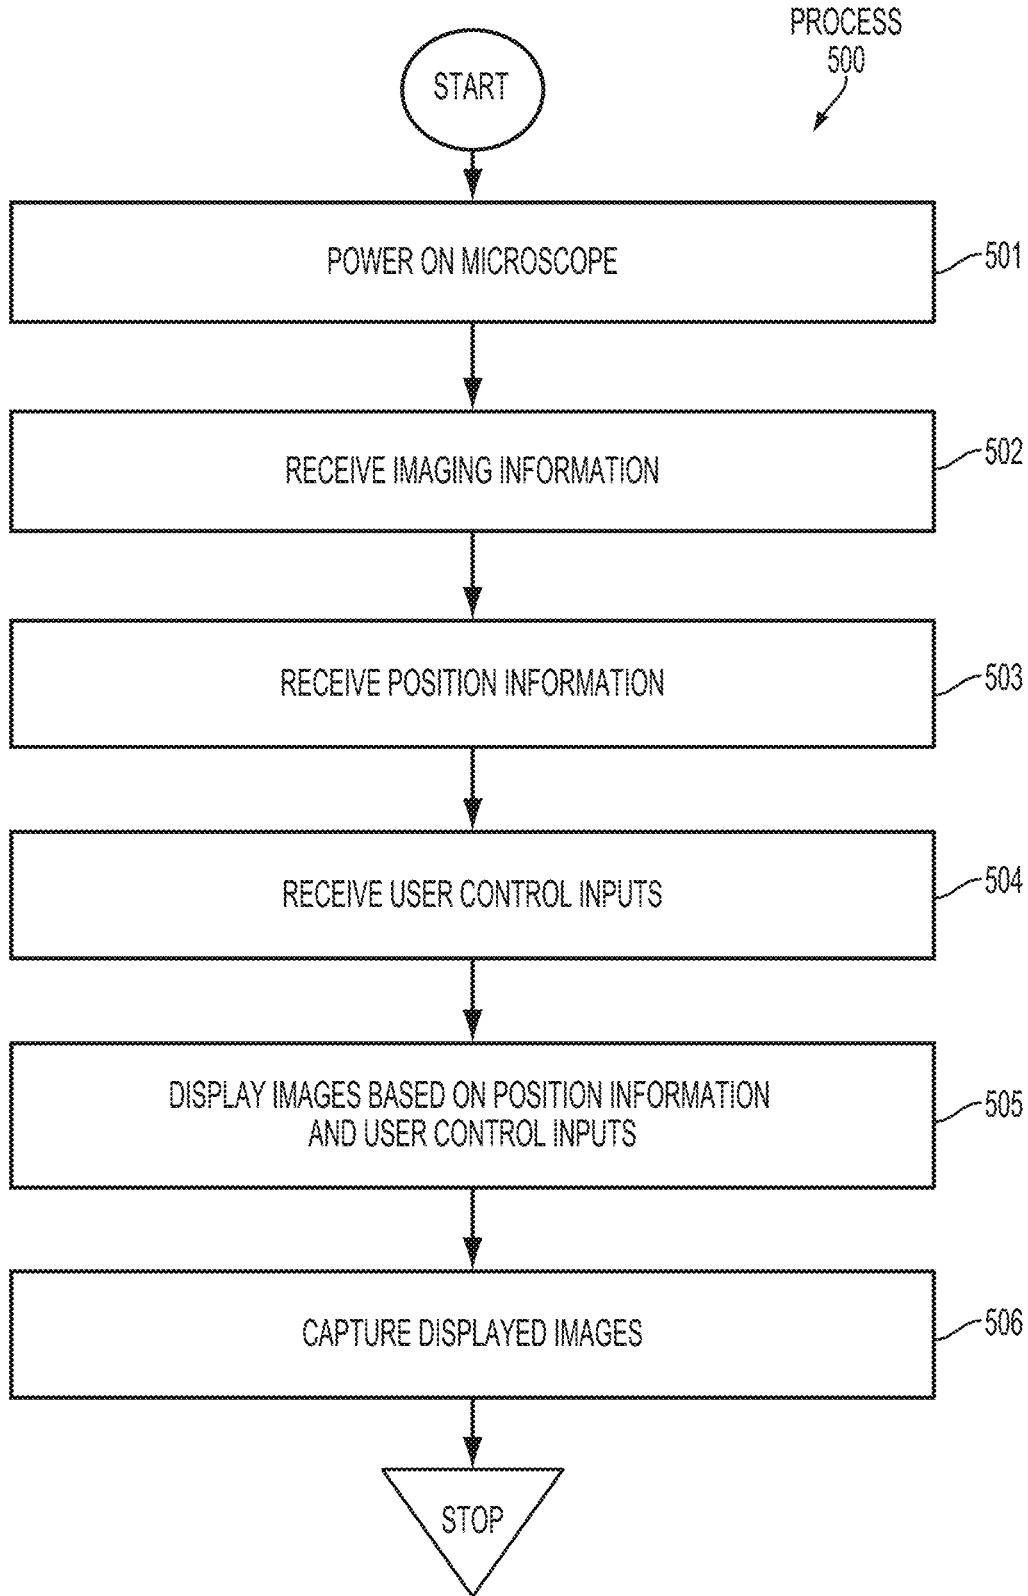 PROCESS
500
START
POWER ON MICROSCOPE
501
RECEIVE IMAGING INFORMATION
502
RECEIVE POSITION INFORMATION
503
RECEIVE USER CONTROL INPUTS
504
DISPLAY IMAGES BASED ON POSITION INFORMATION
AND USER CONTROL INPUTS
505
CAPTURE DISPLAYED IMAGES
506
STOP